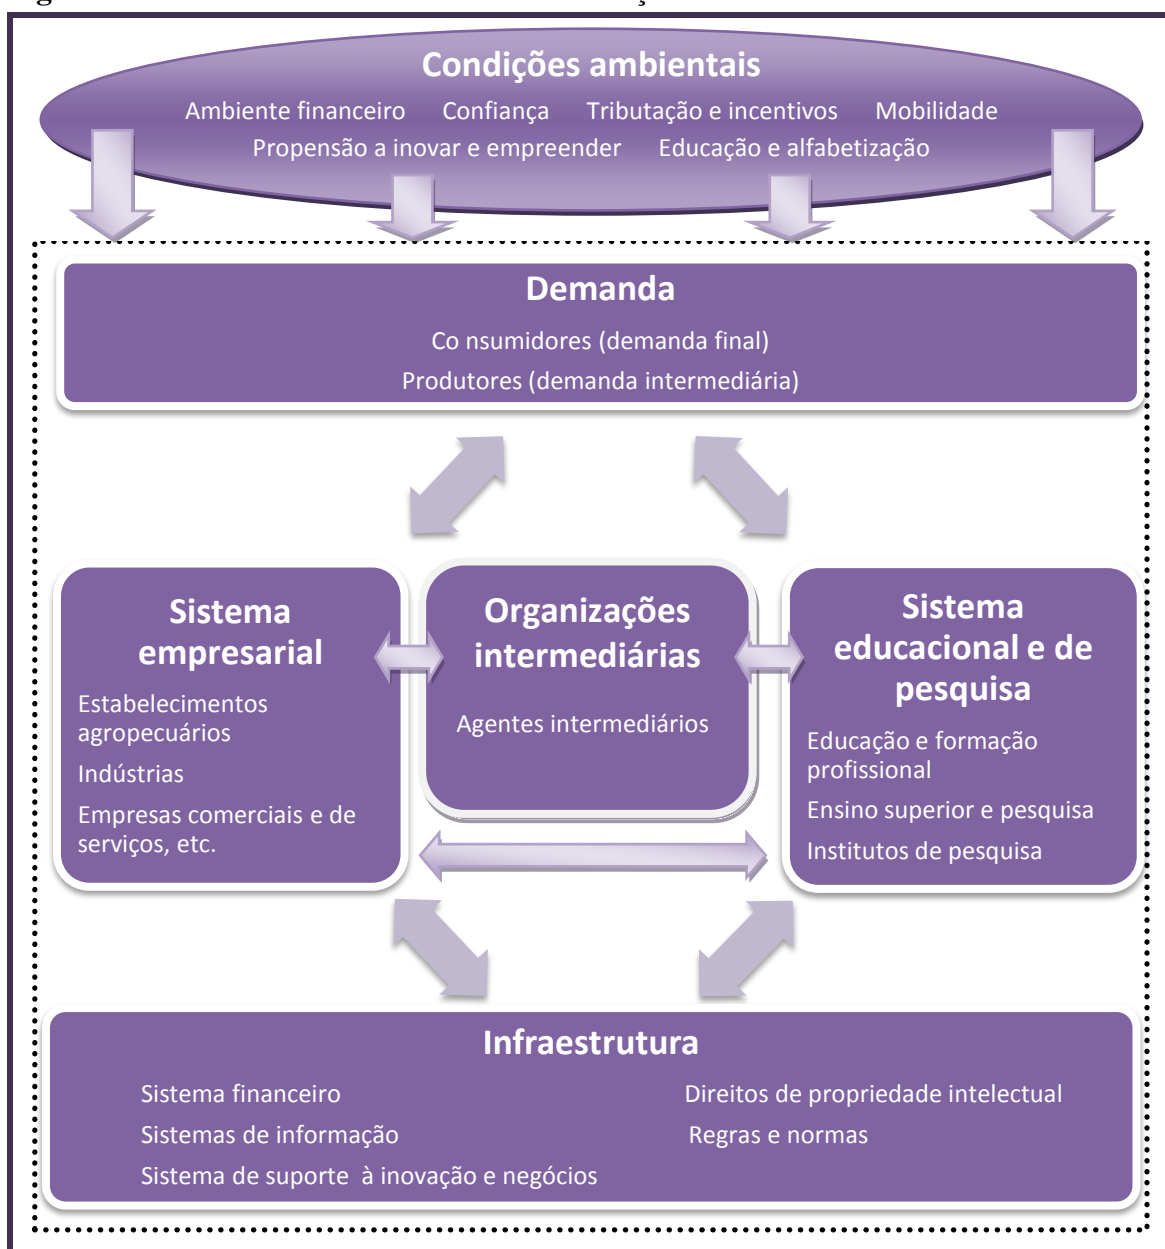 Condições ambientais
Ambiente financeiro Confiança Tributação e incentivos Mobilidade
Propensão a inovar e empreender Educação e alfabetização
Demanda
Co nsumidores (demanda final)
Produtores (demanda intermediária)
Sistema
empresarial
Estabelecimentos
agropecuários
Indústrias
Empresas comerciais e de
serviços, etc.
Organizações
intermediárias
Agentes intermediários
Sistema
educacional e de
pesquisa
Educação e formação
profissional
Ensino superior e pesquisa
Institutos de pesquisa
Infraestrutura
Sistema financeiro
Sistemas de informação
Sistema de suporte à inovação e negócios
Direitos de propriedade intelectual
Regras e normas